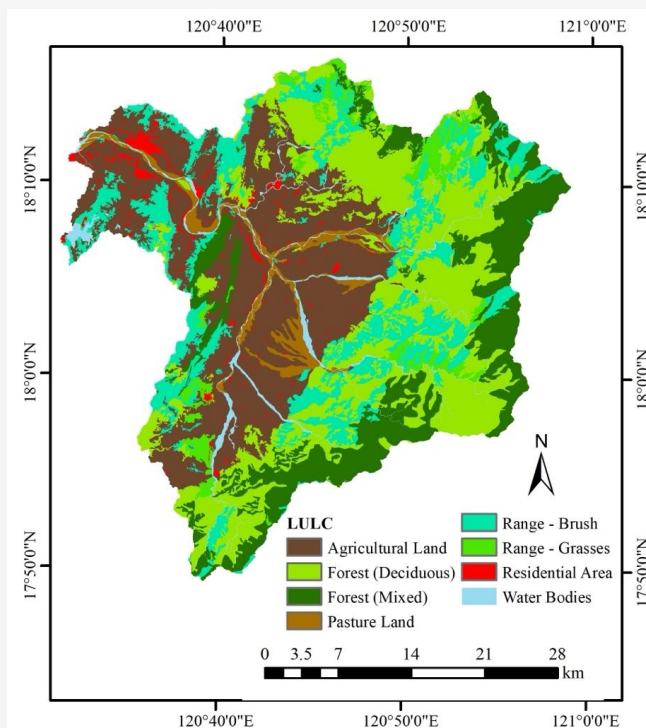 120°40'0"E 120°50'0"E 121°0'0"E
18°10'0"N 18°10'0"N
18°0'0"N 18°0'0"N
N
LULC
Agricultural Land
Forest (Deciduous)
Forest (Mixed)
Pasture Land
Range - Brush
Range - Grasses
Residential Area
Water Bodies
17°50'0"N 17°50'0"N
0 3.5 7 14 21 28
km
120°40'0"E 120°50'0"E 121°0'0"E